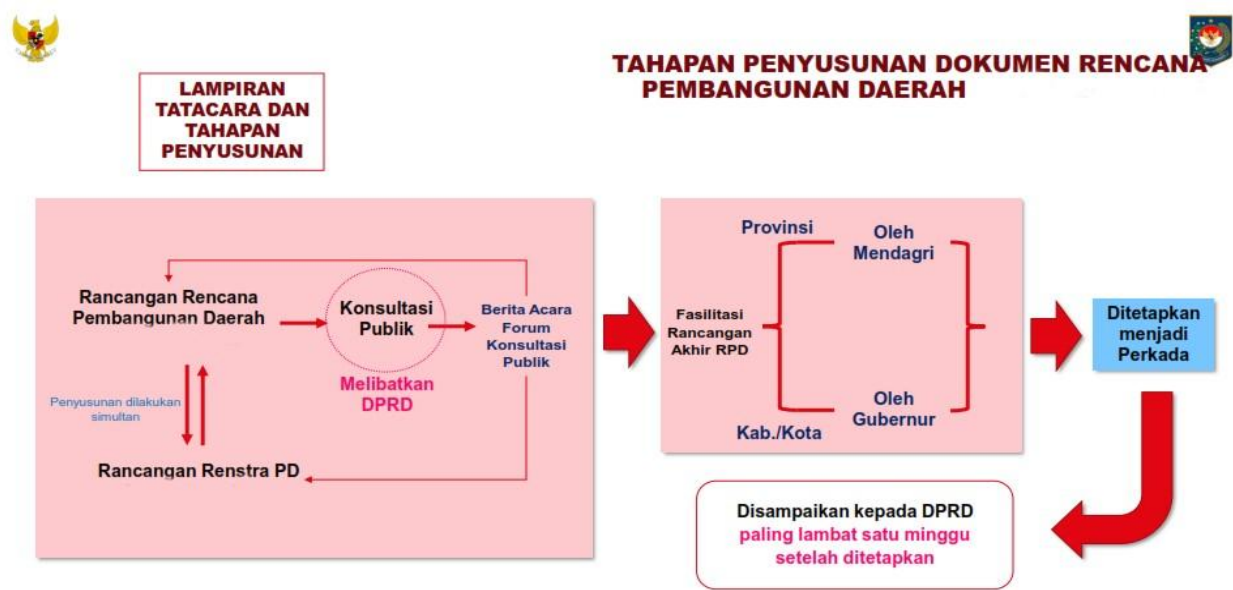 TAHAPAN PENYUSUNAN DOKUMEN RENCANA
PEMBANGUNAN DAERAH
LAMPIRAN
TATACARA DAN
TAHAPAN
PENYUSUNAN
Rancangan Rencana
Pembangunan Daerah
Konsultasi
Publik
Melibatkan
DPRD
Berita Acara
Forum
Konsultasi
Publik
Penyusunan dilakukan
simultan
Rancangan Renstra PD
Fasilitasi
Rancangan
Akhir RPD
Provinsi
Oleh
Mendagri
Kab./Kota
Oleh
Gubernur
Ditetapkan
menjadi
Perkada
Disampaikan kepada DPRD
paling lambat satu minggu
setelah ditetapkan